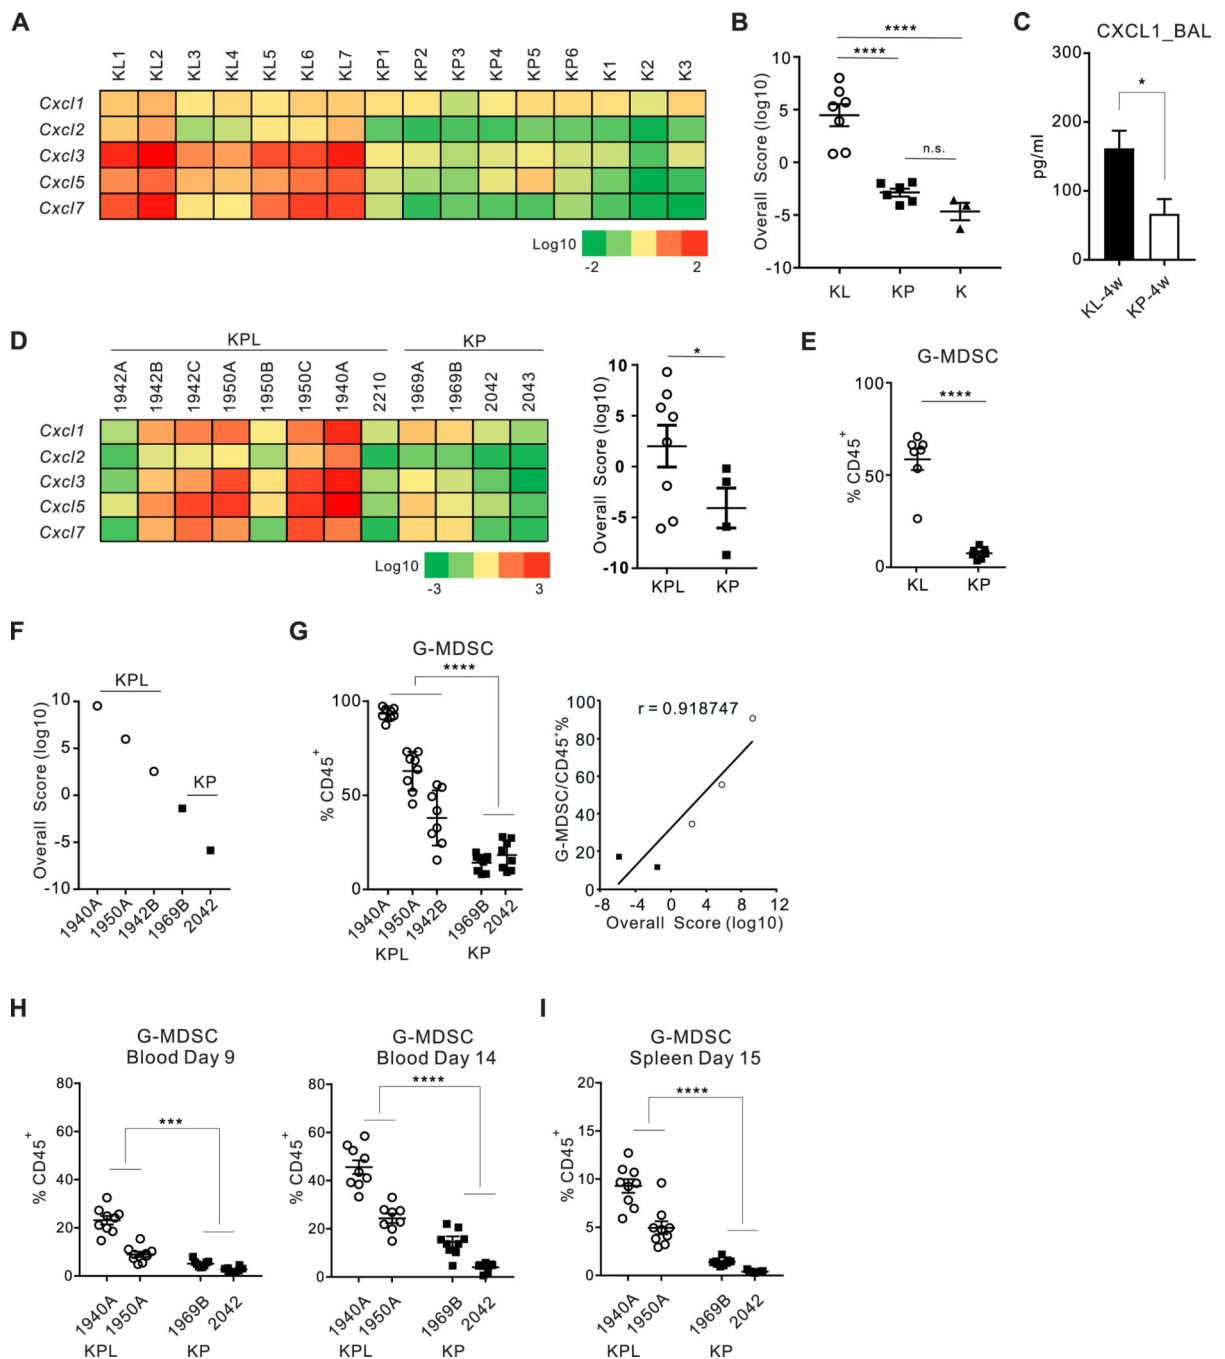 A
KL1 KL2 KL3 KL4 KL5 KL6 KL7 KP1 KP2 KP3 KP4 KP5 KP6 K1 K2 K3
Cxcl1
Cxcl2
Cxcl3
Cxcl5
Cxcl7
Log10
-2 2
B
****
****
n.s.
Overall Score (log10)
10
5
0
-5
-10
KL KP K
C
CXCL1_BAL
*
pg/ml
300
200
100
0
KL-4w KP-4w
D
KPL KP
1942A 1942B 1942C 1950A 1950B 1950C 1940A 2210 1969A 1969B 2042 2043
Cxcl1
Cxcl2
Cxcl3
Cxcl5
Cxcl7
Log10
-3 3
*
Overall Score (log10)
10
5
0
-5
-10
KPL KP
E
G-MDSC
****
% CD45+
100
50
0
KL KP
F
KPL
KP
Overall Score (log10)
10
5
0
-5
-10
1940A 1950A 1942B 1969B 2042
G
G-MDSC
****
% CD45+
100
50
0
1940A 1950A 1942B 1969B 2042
KPL KP
r = 0.918747
G-MDSC/CD45+%
100
80
60
40
20
0
-8 -4 0 4 8 12
Overall Score (log10)
H
G-MDSC
Blood Day 9
***
% CD45+
80
60
40
20
0
1940A 1950A 1969B 2042
KPL KP
G-MDSC
Blood Day 14
****
% CD45+
80
60
40
20
0
1940A 1950A 1969B 2042
KPL KP
I
G-MDSC
Spleen Day 15
****
% CD45+
20
15
10
5
0
1940A 1950A 1969B 2042
KPL KP